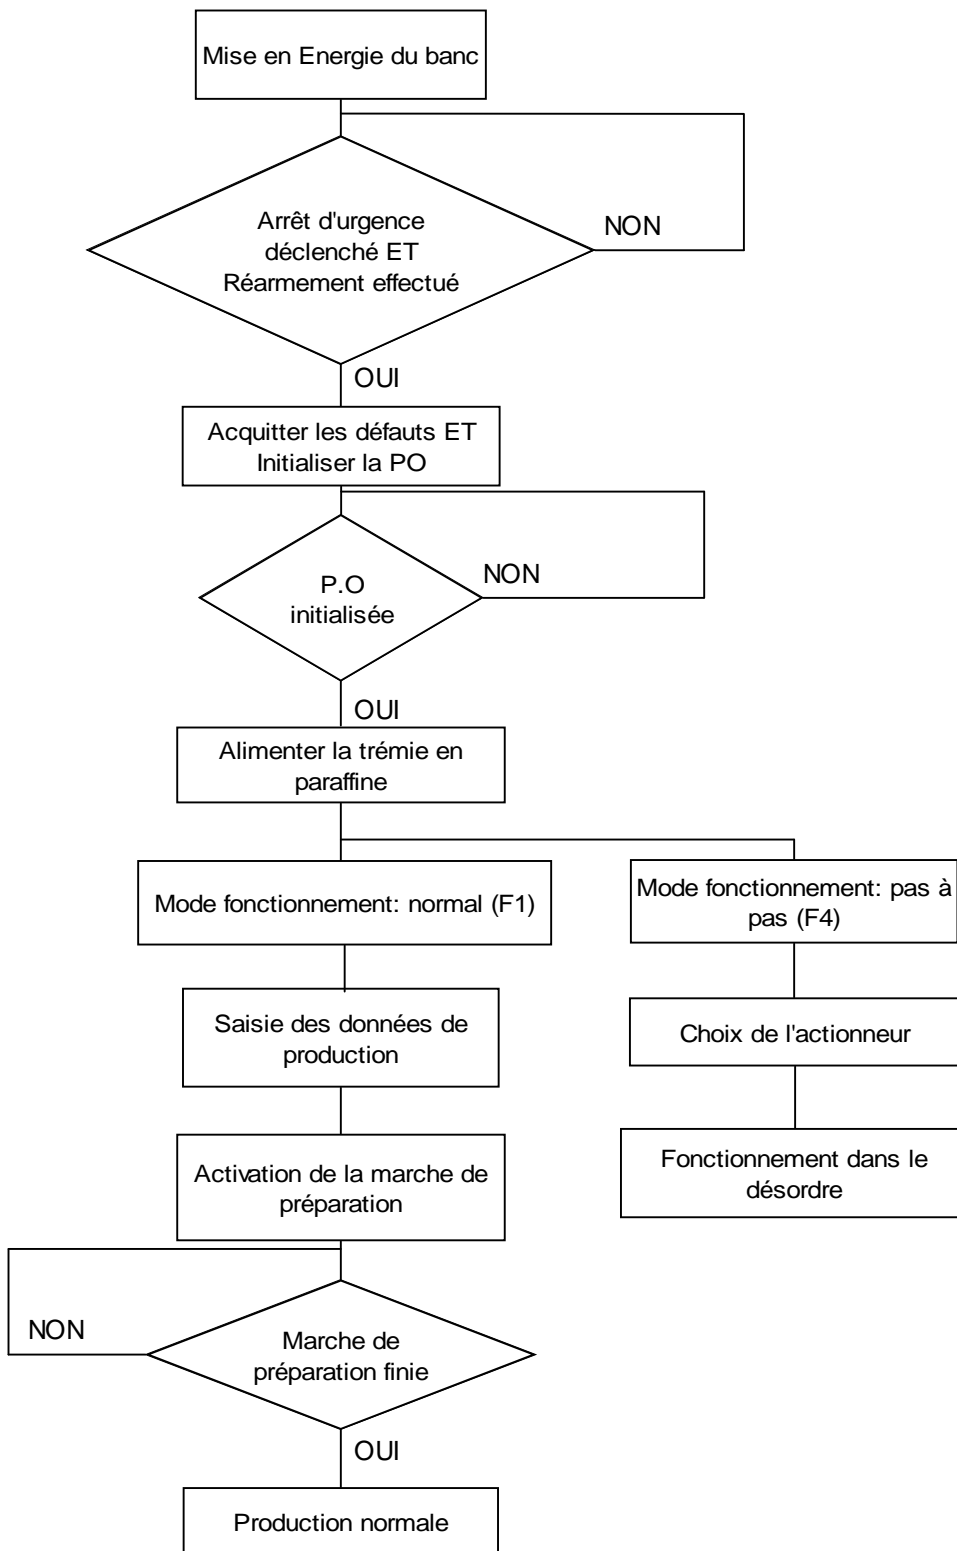 Mise en Energie du banc
Arrêt d'urgence
déclenché ET
Réarmement effectué
NON
OUI
Acquitter les défauts ET
Initialiser la PO
P.O
initialisée
NON
OUI
Alimenter la trémie en
paraffine
Mode fonctionnement: normal (F1)
Mode fonctionnement: pas à
pas (F4)
Saisie des données de
production
Choix de l'actionneur
Activation de la marche de
préparation
Fonctionnement dans le
désordre
NON
Marche de
préparation finie
OUI
Production normale